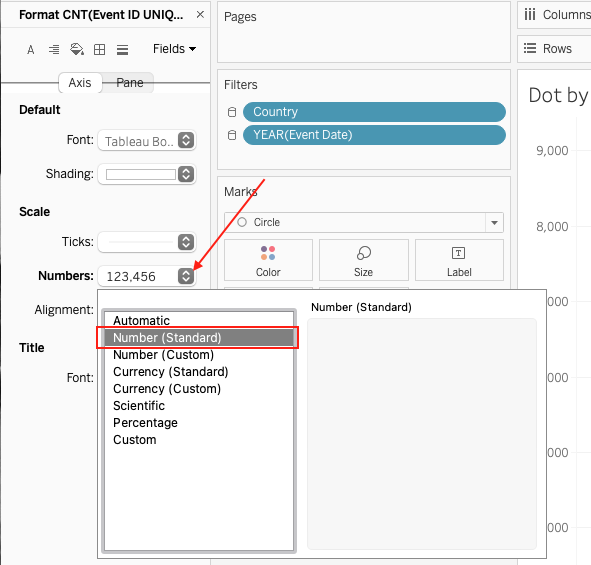 Format CNT(Event ID UNIQ... ×
A Fields
Axis Pane
Default
Font: Tableau Bo..
Shading:
Scale
Ticks:
Numbers: 123,456
Alignment:
Title
Font:
Automatic
Number (Standard)
Number (Custom)
Currency (Standard)
Currency (Custom)
Scientific
Percentage
Custom
Number (Standard)
Pages
Filters
Country
YEAR(Event Date)
Marks
Circle
Color Size Label
Columns
Rows
Dot by
9,000
8,000
000
000
000
000